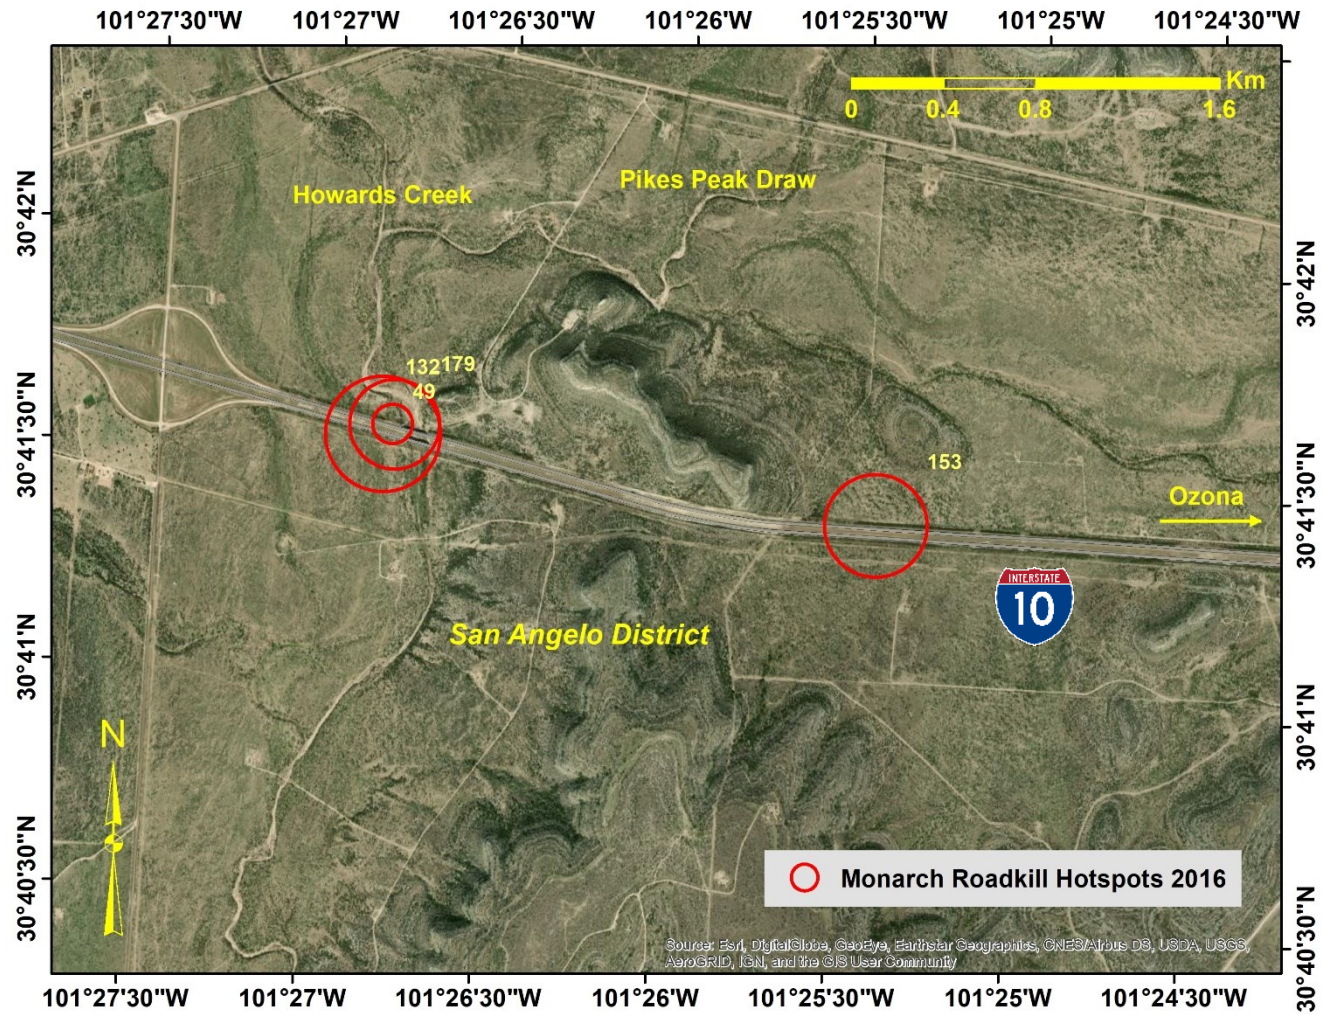 101°27'30"W 101°27'W 101°26'30"W 101°26'W 101°25'30"W 101°25'W 101°24'30"W
Km
0 0.4 0.8 1.6
Pikes Peak Draw
Howards Creek
30°42'N
30°42'N
132 179
49
30°41'30"N
153
Ozona
30°41'30"N
INTERSTATE
10
San Angelo District
30°41'N
30°41'N
N
Monarch Roadkill Hotspots 2016
30°40'30"N
30°40'30"N
Source: Esri, DigitalGlobe, GeoEye, Earthstar Geographics, CNES/Airbus DS, USDA, USGS,
AeroGRID, IGN, and the GIS User Community
101°27'30"W 101°27'W 101°26'30"W 101°26'W 101°25'30"W 101°25'W 101°24'30"W